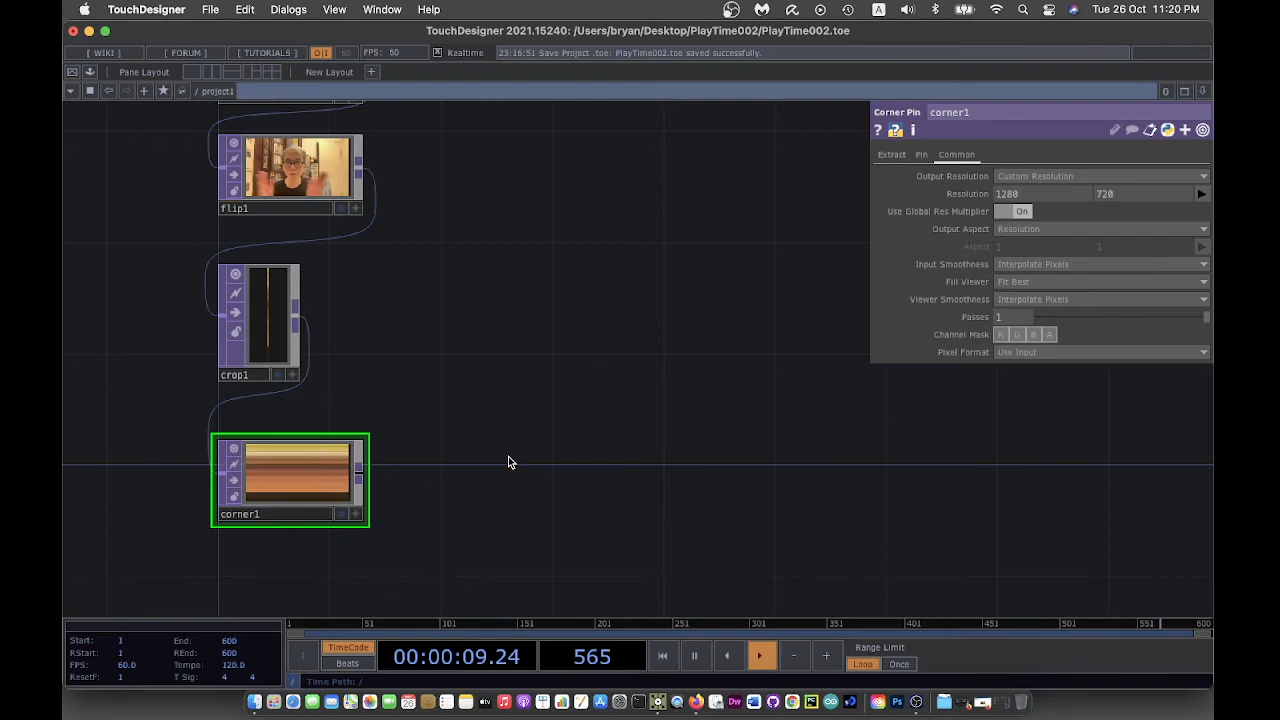 TouchDesigner File Edit Dialogs View Window Help A Tue 26 Oct 11:20 PM
TouchDesigner 2021.15240: /Users/bryan/Desktop/PlayTime002/PlayTime002.toe
[ WIKI ] [ FORUM ] [ TUTORIALS ] O|I 60 FPS: 60 Realtime 23:16:51 Save Project .toe: PlayTime002.toe saved successfully.
Pane Layout New Layout +
/ project1 0
Corner Pin corner1
? ? i
Extract Pin Common
Output Resolution Custom Resolution
Resolution 1280 720
Use Global Res Multiplier On
Output Aspect Resolution
Aspect 1 1
Input Smoothness Interpolate Pixels
Fill Viewer Fit Best
Viewer Smoothness Interpolate Pixels
Passes 1
Channel Mask R G B A
Pixel Format Use Input
flip1
crop1
corner1
1 51 101 151 201 251 301 351 401 451 501 551 600
Start: 1 End: 600
RStart: 1 REnd: 600
FPS: 60.0 Tempo: 120.0
ResetF: 1 T Sig: 4 4
TimeCode
Beats
00:00:09.24 565
Range Limit
Loop Once
/ Time Path: /